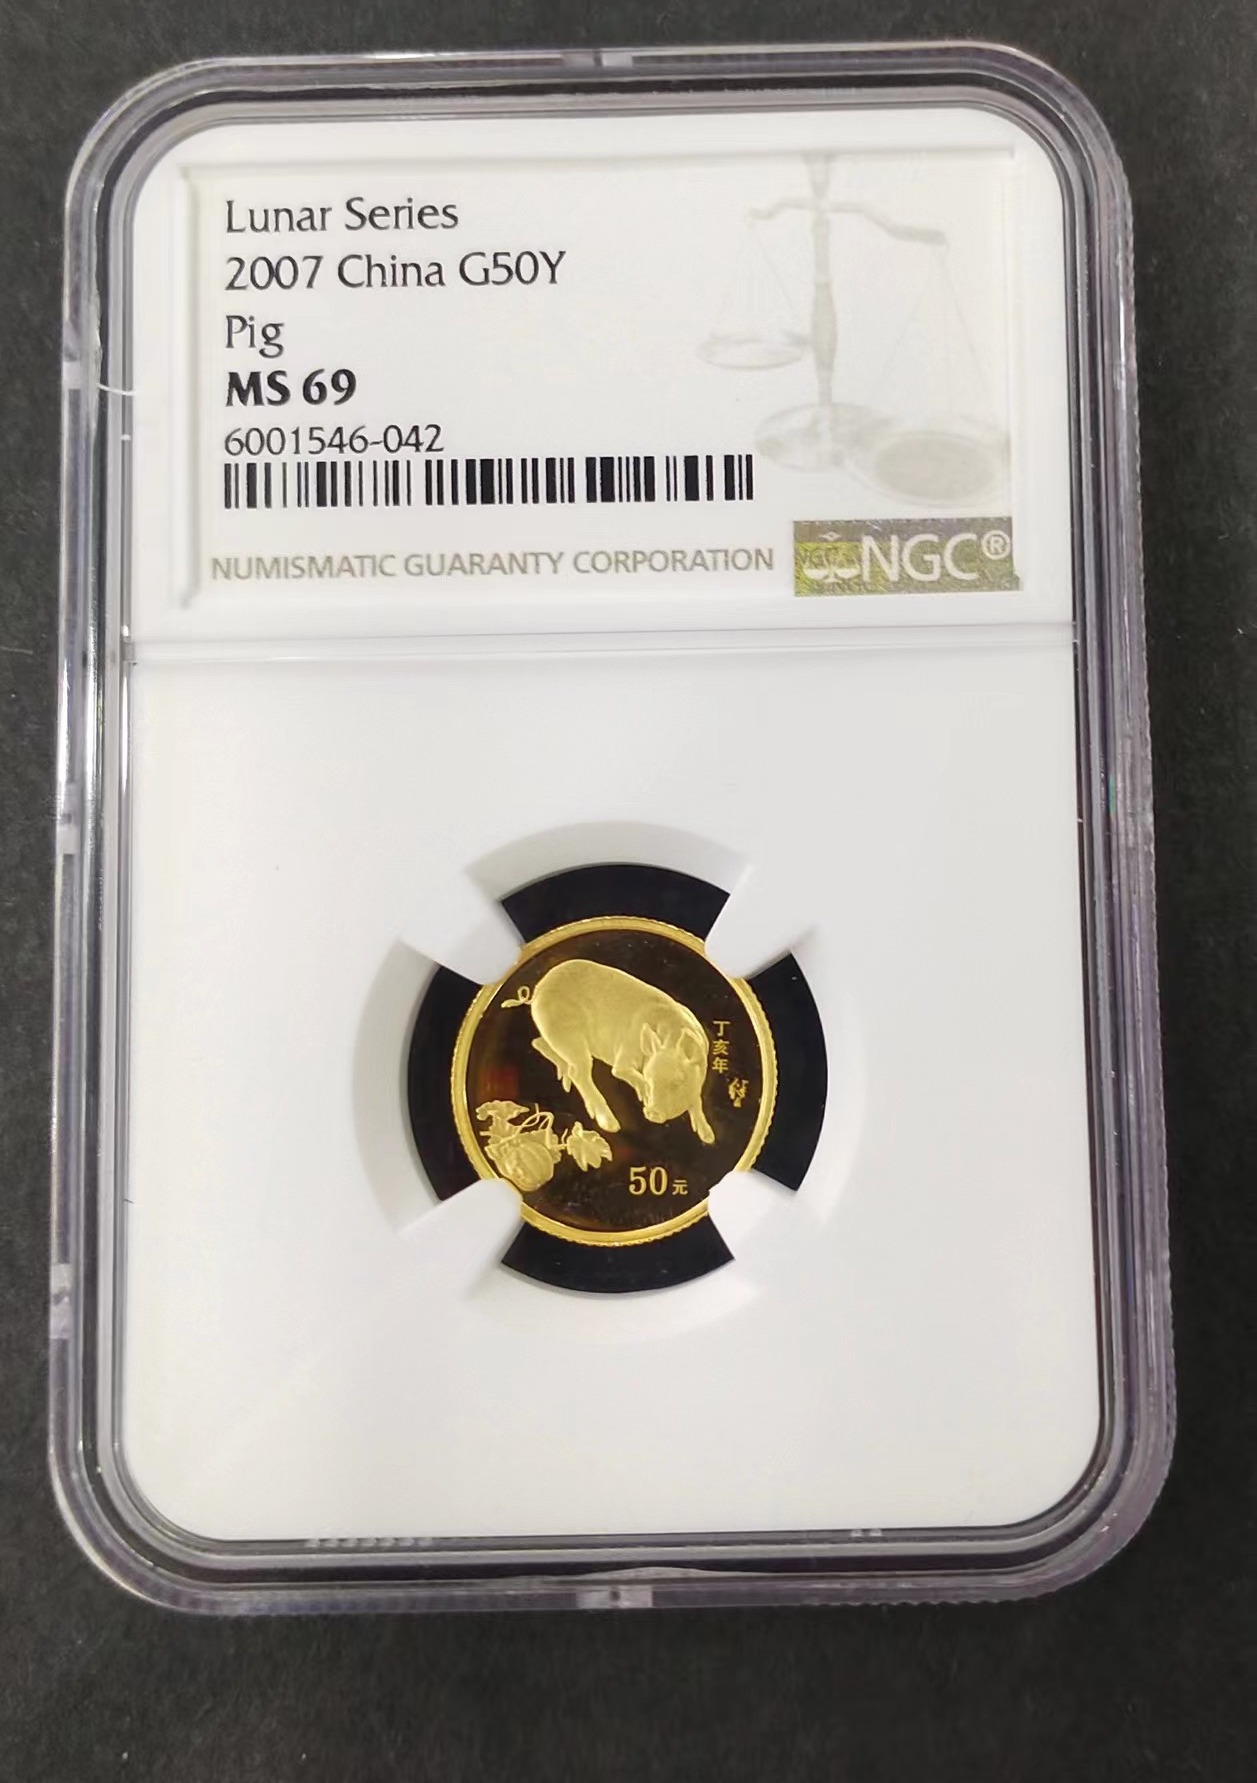 Lunar Series
2007 China G50Y
Pig
MS 69
6001546-042
NUMISMATIC GUARANTY CORPORATION
NGC®
丁亥年
50元